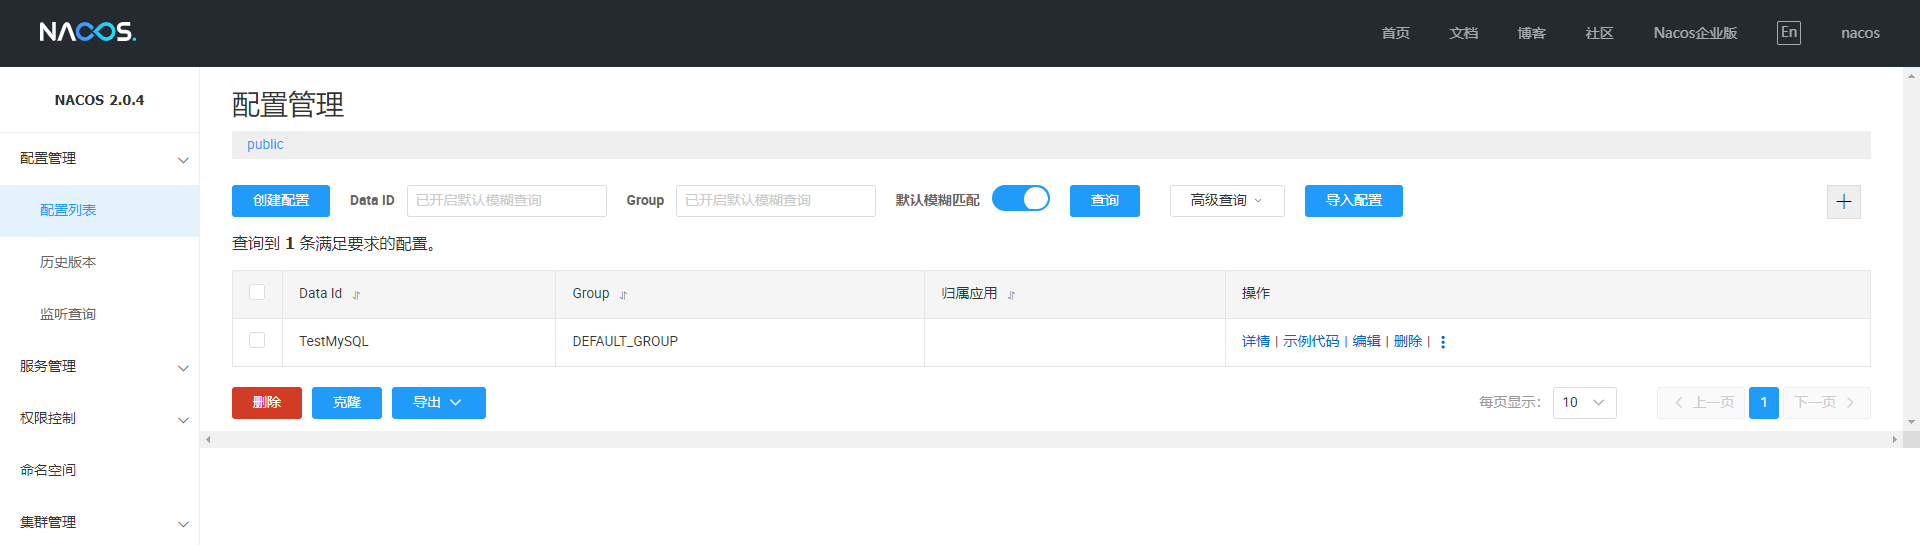 NACOS.
首页 文档 博客 社区 Nacos企业版 En nacos
NACOS 2.0.4
配置管理
配置列表
历史版本
监听查询
服务管理
权限控制
命名空间
集群管理
配置管理
public
创建配置 Data ID 已开启默认模糊查询 Group 已开启默认模糊查询 默认模糊匹配 查询 高级查询 导入配置
查询到 1 条满足要求的配置。
Data Id Group 归属应用 操作
TestMySQL DEFAULT_GROUP 详情 | 示例代码 | 编辑 | 删除 |
删除 克隆 导出 每页显示: 10 上一页 1 下一页